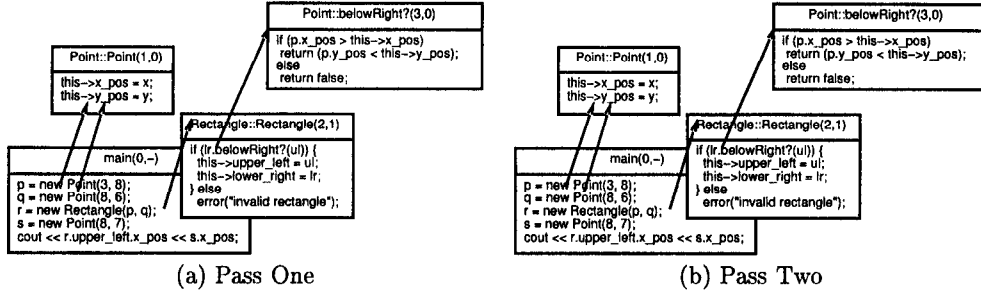 Point::belowRight?(3,0)
if (p.x_pos > this->x_pos)
return (p.y_pos < this->y_pos);
else
return false;
Point::Point(1,0)
this->x_pos = x;
this->y_pos = y;
Rectangle::Rectangle(2,1)
if (lr.belowRight?(ul)) {
this->upper_left = ul;
this->lower_right = lr;
} else
error("invalid rectangle");
main(0,–)
p = new Point(3, 8);
q = new Point(8, 6);
r = new Rectangle(p, q);
s = new Point(8, 7);
cout << r.upper_left.x_pos << s.x_pos;
(a) Pass One
Point::belowRight?(3,0)
if (p.x_pos > this->x_pos)
return (p.y_pos < this->y_pos);
else
return false;
Point::Point(1,0)
this->x_pos = x;
this->y_pos = y;
Rectangle::Rectangle(2,1)
if (lr.belowRight?(ul)) {
this->upper_left = ul;
this->lower_right = lr;
} else
error("invalid rectangle");
main(0,–)
p = new Point(3, 8);
q = new Point(8, 6);
r = new Rectangle(p, q);
s = new Point(8, 7);
cout << r.upper_left.x_pos << s.x_pos;
(b) Pass Two